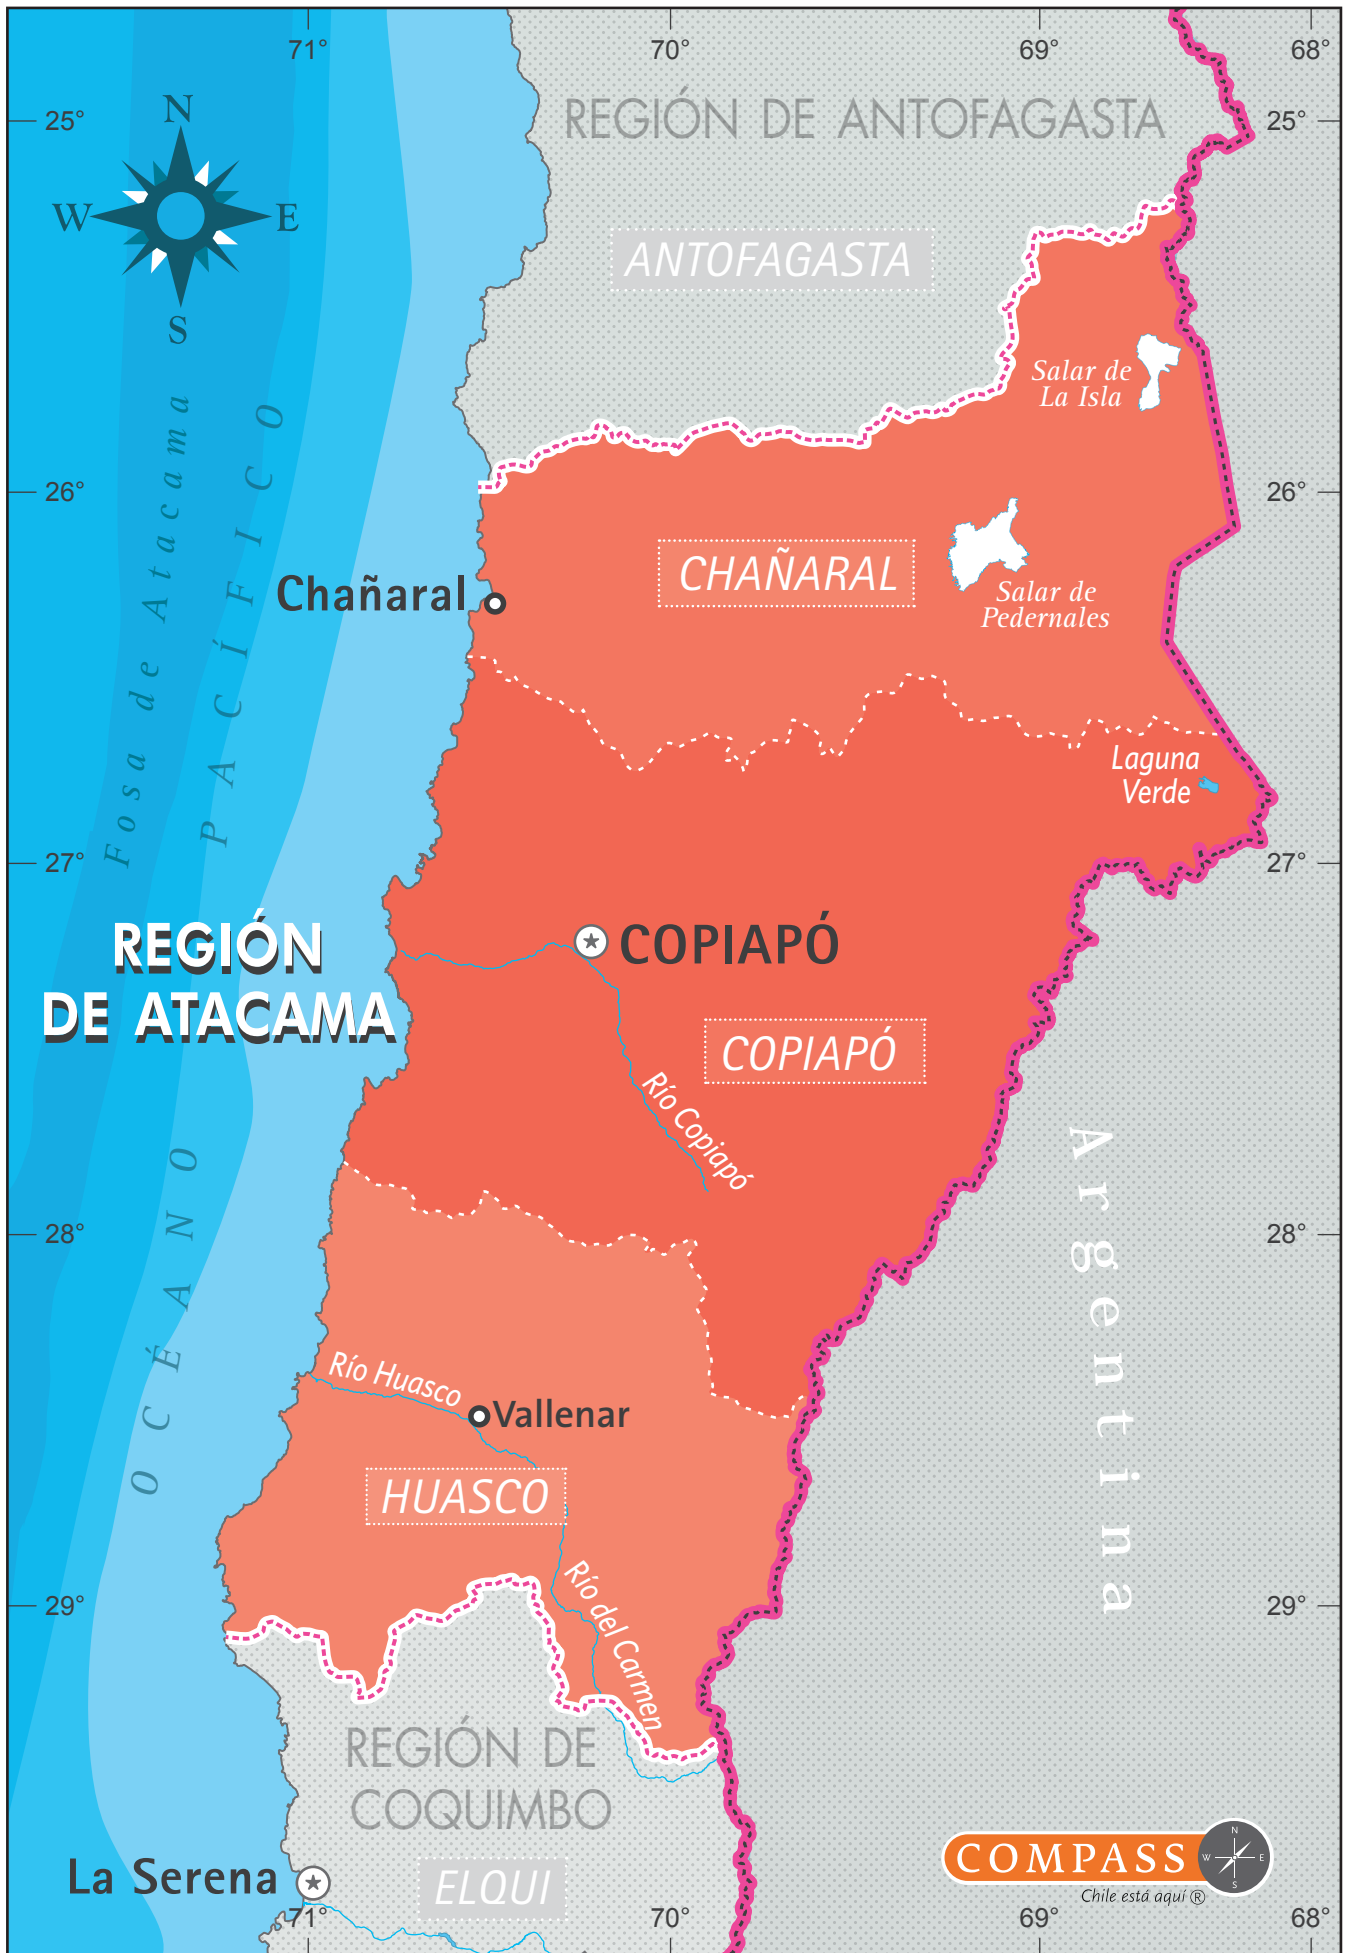 71°
70°
69°
68°
25°
25°
REGIÓN DE ANTOFAGASTA
N
W
E
S
ANTOFAGASTA
Salar de
La Isla
26°
26°
CHAÑARAL
Chañaral
Salar de
Pedernales
Fosa de Atacama
OCÉANO PACÍFICO
Laguna
Verde
27°
27°
REGIÓN
DE ATACAMA
COPIAPÓ
COPIAPÓ
Río Copiapó
Argentina
28°
28°
Río Huasco
Vallenar
HUASCO
29°
29°
Río del Carmen
REGIÓN DE
COQUIMBO
La Serena
ELQUI
COMPASS
N
W
E
S
Chile está aquí ®
71°
70°
69°
68°